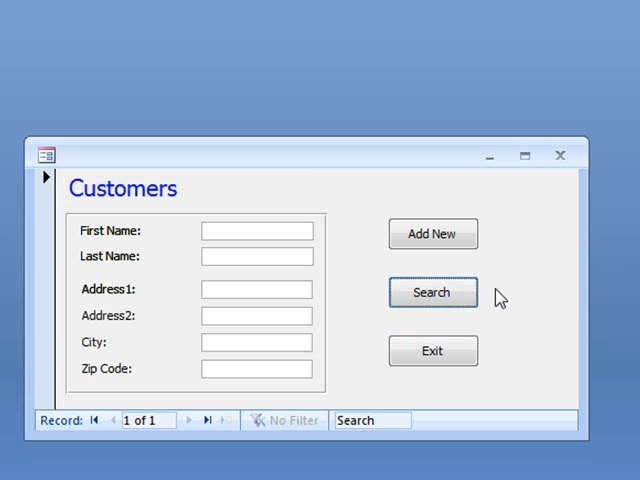 Customers
First Name:
Last Name:
Address1:
Address2:
City:
Zip Code:
Add New
Search
Exit
Record: 1 of 1 No Filter Search